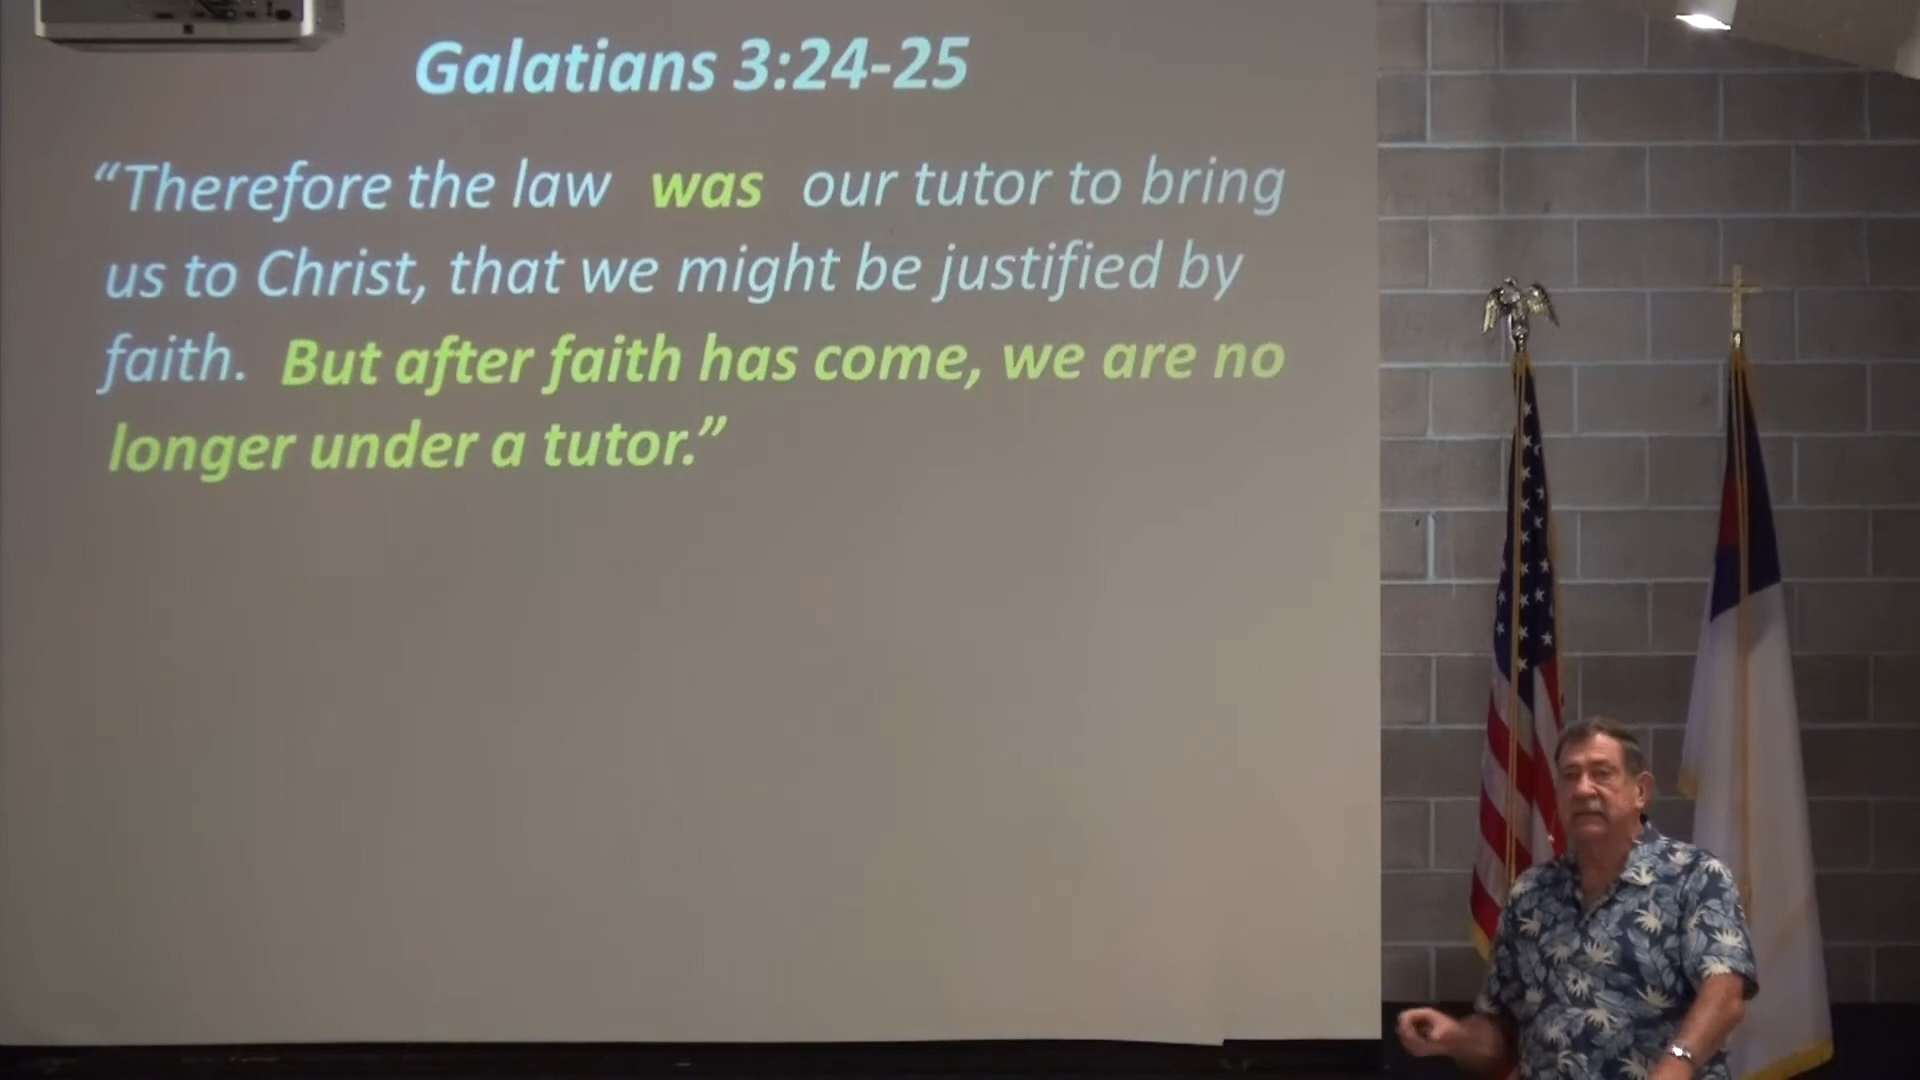 Galatians 3:24-25
“Therefore the law was our tutor to bring
us to Christ, that we might be justified by
faith. But after faith has come, we are no
longer under a tutor.”